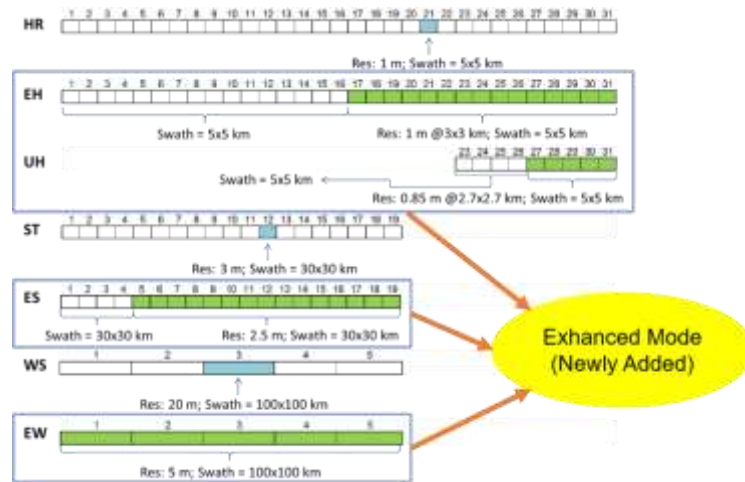 1 2 3 4 5 6 7 8 9 10 11 12 13 14 15 16 17 18 19 20 21 22 23 24 25 26 27 28 29 30 31
HR
Res: 1 m; Swath = 5x5 km
1 2 3 4 5 6 7 8 9 10 11 12 13 14 15 16 17 18 19 20 21 22 23 24 25 26 27 28 29 30 31
EH
Swath = 5x5 km
Res: 1 m @3x3 km; Swath = 5x5 km
23 24 25 26 27 28 29 30 31
UH
Swath = 5x5 km
Res: 0.85 m @2.7x2.7 km; Swath = 5x5 km
1 2 3 4 5 6 7 8 9 10 11 12 13 14 15 16 17 18 19
ST
Res: 3 m; Swath = 30x30 km
1 2 3 4 5 6 7 8 9 10 11 12 13 14 15 16 17 18 19
ES
Swath = 30x30 km
Res: 2.5 m; Swath = 30x30 km
1 2 3 4 5
WS
Res: 20 m; Swath = 100x100 km
1 2 3 4 5
EW
Res: 5 m; Swath = 100x100 km
Exhanced Mode
(Newly Added)